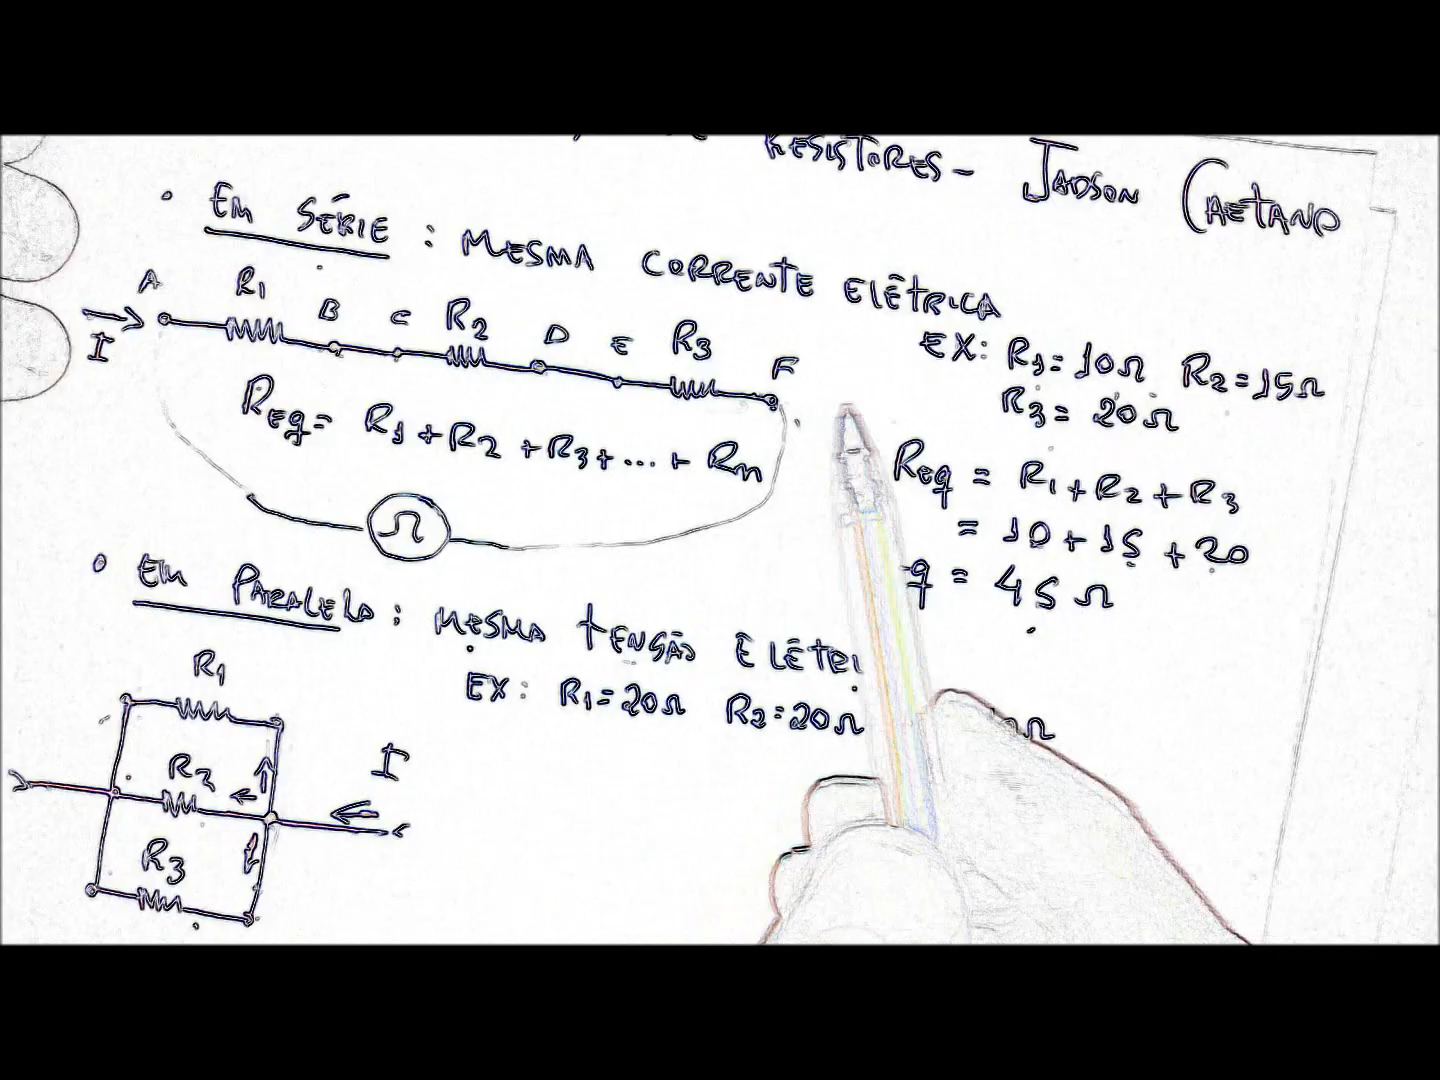 RESISTORES - JADSON CAETANO
• EM SÉRIE : MESMA CORRENTE ELÉTRICA
A R1 B C R2 D E R3 F
I
EX: R1 = 10Ω R2 = 15Ω
R3 = 20Ω
Req = R1 + R2 + R3 + ... + Rn
Ω
Req = R1 + R2 + R3
= 10 + 15 + 20
q = 45 Ω
• EM PARALELO : MESMA TENSÃO ELÉTRI
EX: R1 = 20Ω R2 = 20Ω Ω
R1
R2
I
R3